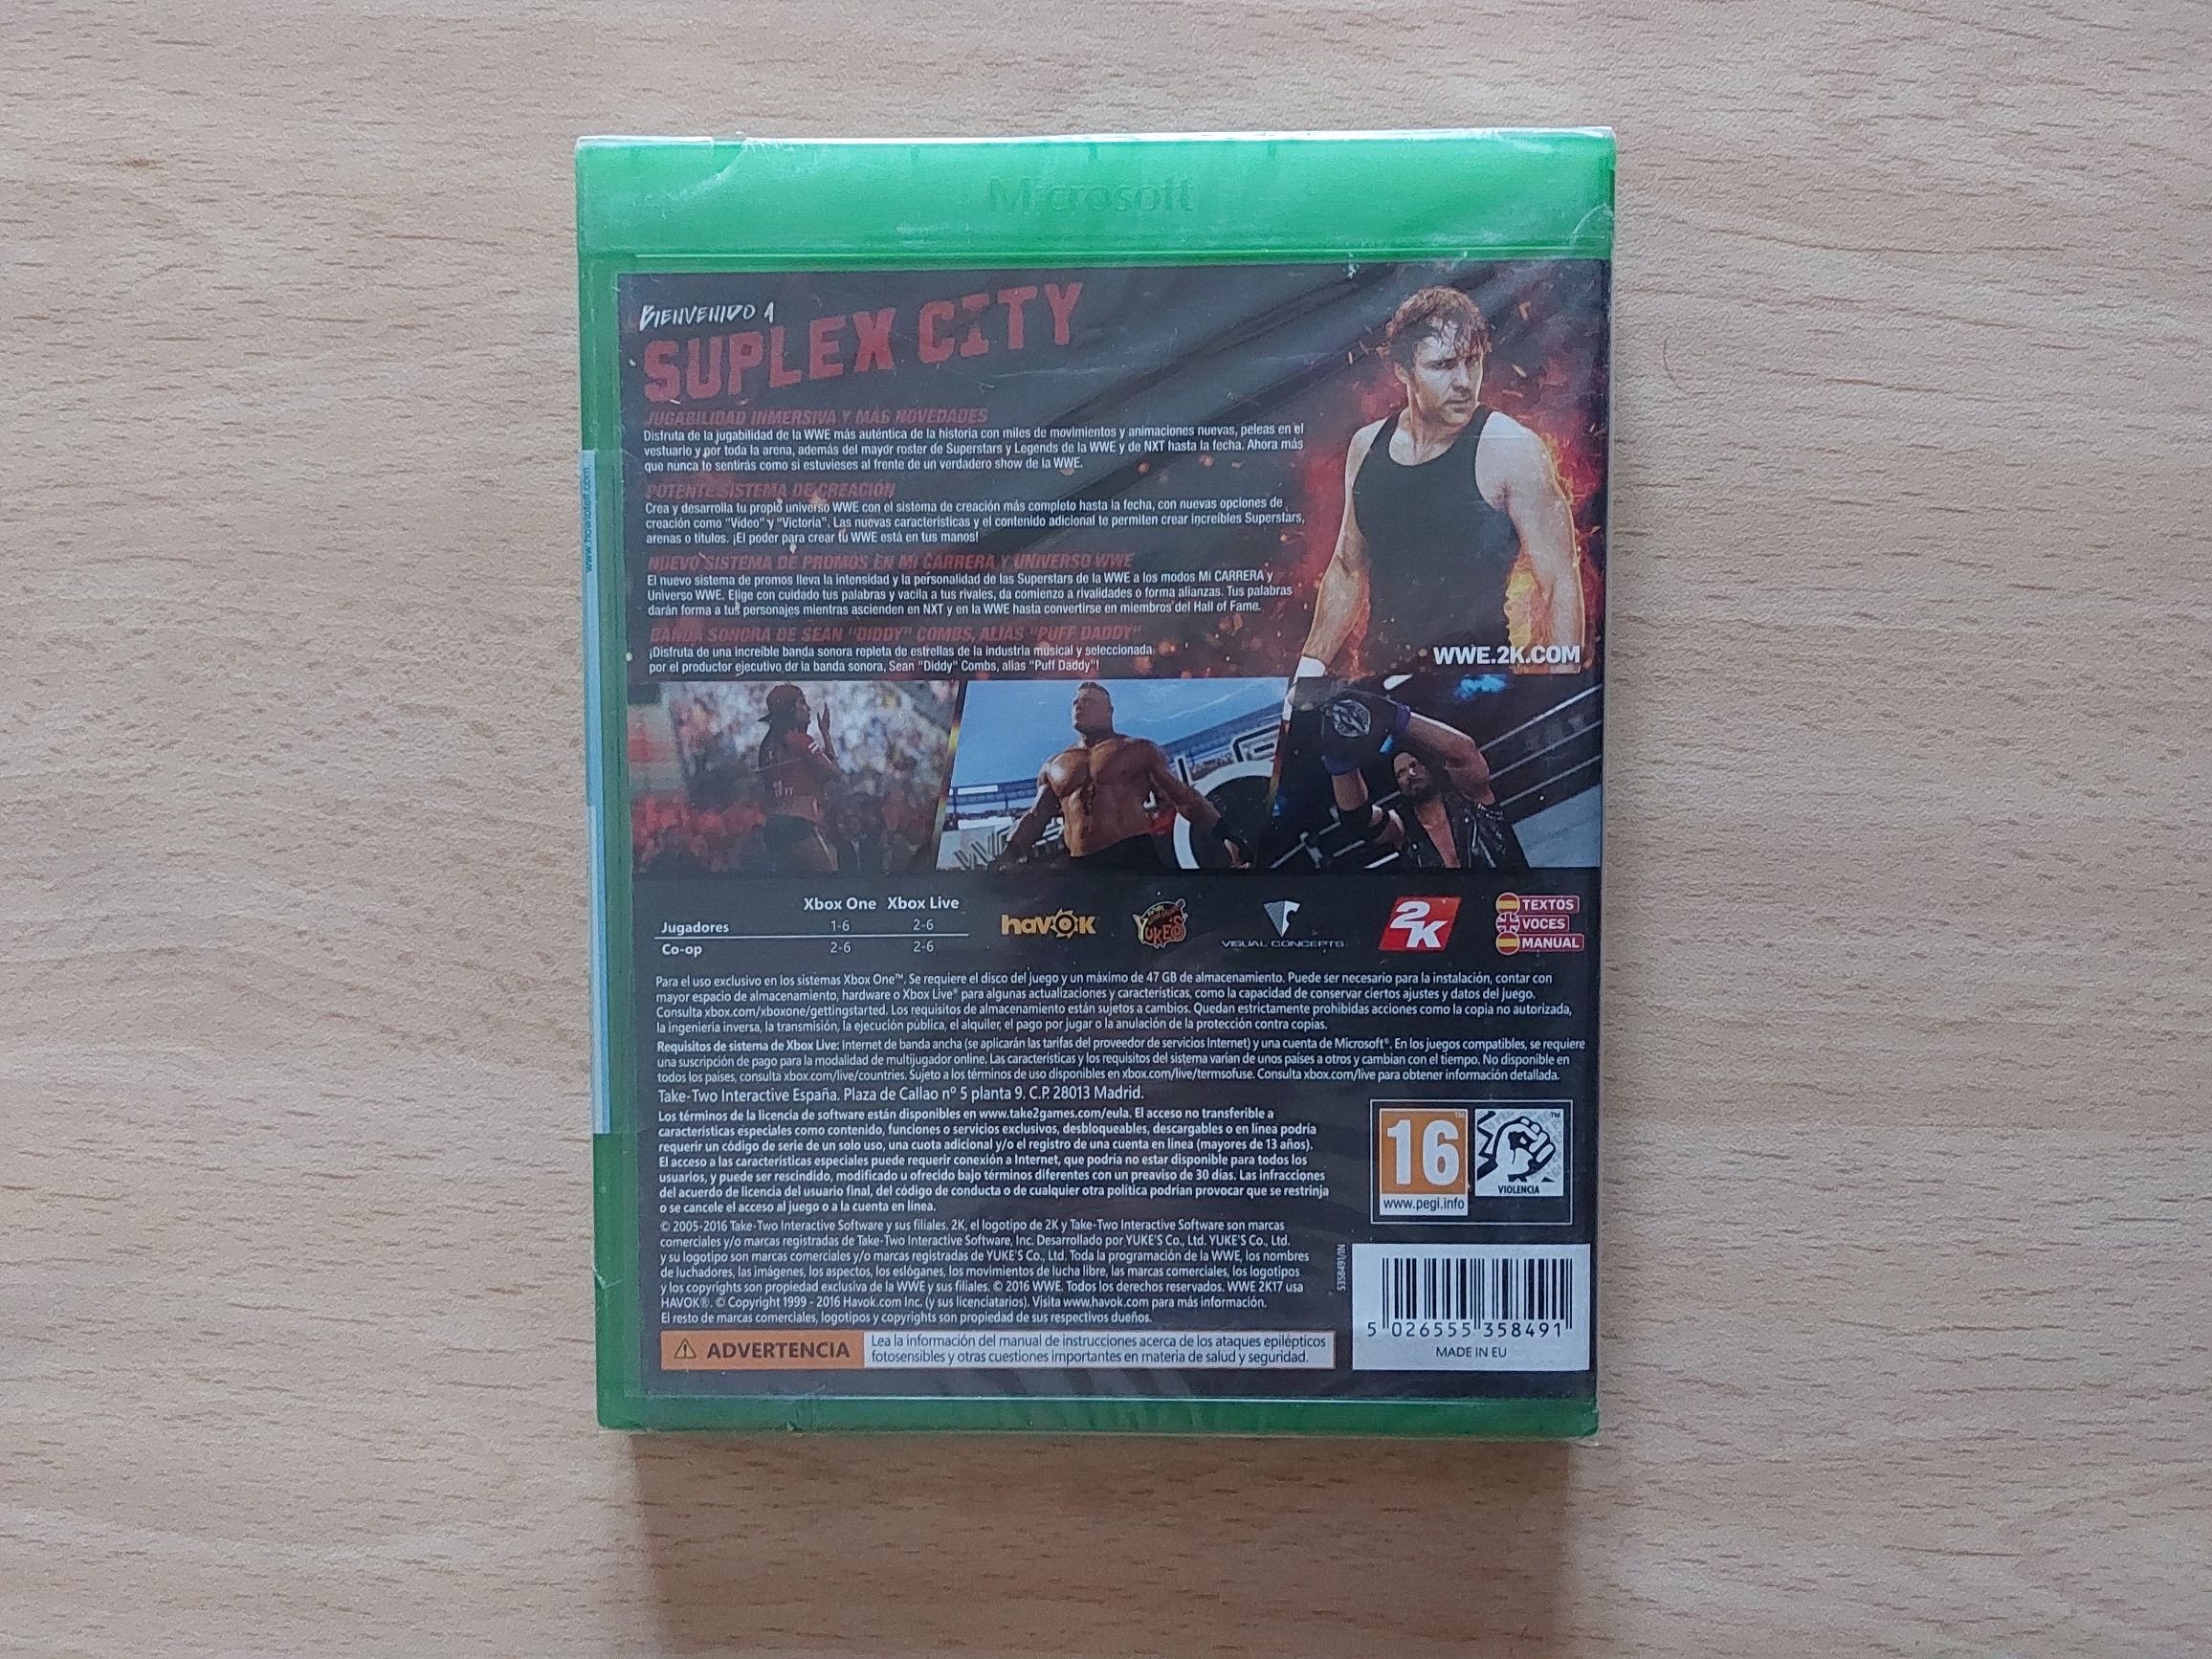 Microsoft
www.howtotell.com
BIENVENIDO A
SUPLEX CITY
JUGABILIDAD INMERSIVA Y MÁS NOVEDADES
Disfruta de la jugabilidad de la WWE más auténtica de la historia con miles de movimientos y animaciones nuevas, peleas en el
vestuario y por toda la arena, además del mayor roster de Superstars y Legends de la WWE y de NXT hasta la fecha. Ahora más
que nunca te sentirás como si estuvieses al frente de un verdadero show de la WWE.
POTENTE SISTEMA DE CREACIÓN
Crea y desarrolla tu propio universo WWE con el sistema de creación más completo hasta la fecha, con nuevas opciones de
creación como "Vídeo" y "Victoria". Las nuevas características y el contenido adicional te permiten crear increíbles Superstars,
arenas o títulos. ¡El poder para crear tu WWE está en tus manos!
NUEVO SISTEMA DE PROMOS EN MI CARRERA Y UNIVERSO WWE
El nuevo sistema de promos lleva la intensidad y la personalidad de las Superstars de la WWE a los modos Mi CARRERA y
Universo WWE. Elige con cuidado tus palabras y vacila a tus rivales, da comienzo a rivalidades o forma alianzas. Tus palabras
darán forma a tus personajes mientras ascienden en NXT y en la WWE hasta convertirse en miembros del Hall of Fame.
BANDA SONORA DE SEAN "DIDDY" COMBS, ALIAS "PUFF DADDY"
¡Disfruta de una increíble banda sonora repleta de estrellas de la industria musical y seleccionada
por el productor ejecutivo de la banda sonora, Sean "Diddy" Combs, alias "Puff Daddy"!
WWE.2K.COM
Xbox One Xbox Live
Jugadores 1-6 2-6
Co-op 2-6 2-6
havok
YUKE'S
VISUAL CONCEPTS
2K
TEXTOS
VOCES
MANUAL
Para el uso exclusivo en los sistemas Xbox One™. Se requiere el disco del juego y un máximo de 47 GB de almacenamiento. Puede ser necesario para la instalación, contar con
mayor espacio de almacenamiento, hardware o Xbox Live® para algunas actualizaciones y características, como la capacidad de conservar ciertos ajustes y datos del juego.
Consulta xbox.com/xboxone/gettingstarted. Los requisitos de almacenamiento están sujetos a cambios. Quedan estrictamente prohibidas acciones como la copia no autorizada,
la ingeniería inversa, la transmisión, la ejecución pública, el alquiler, el pago por jugar o la anulación de la protección contra copias.
Requisitos de sistema de Xbox Live: Internet de banda ancha (se aplicarán las tarifas del proveedor de servicios Internet) y una cuenta de Microsoft®. En los juegos compatibles, se requiere
una suscripción de pago para la modalidad de multijugador online. Las características y los requisitos del sistema varían de unos países a otros y cambian con el tiempo. No disponible en
todos los países, consulta xbox.com/live/countries. Sujeto a los términos de uso disponibles en xbox.com/live/termsofuse. Consulta xbox.com/live para obtener información detallada.
Take-Two Interactive España. Plaza de Callao nº 5 planta 9. C.P. 28013 Madrid.
Los términos de la licencia de software están disponibles en www.take2games.com/eula. El acceso no transferible a
características especiales como contenido, funciones o servicios exclusivos, desbloqueables, descargables o en línea podría
requerir un código de serie de un solo uso, una cuota adicional y/o el registro de una cuenta en línea (mayores de 13 años).
El acceso a las características especiales puede requerir conexión a Internet, que podría no estar disponible para todos los
usuarios, y puede ser rescindido, modificado u ofrecido bajo términos diferentes con un preaviso de 30 días. Las infracciones
del acuerdo de licencia del usuario final, del código de conducta o de cualquier otra política podrían provocar que se restrinja
o se cancele el acceso al juego o a la cuenta en línea.
© 2005-2016 Take-Two Interactive Software y sus filiales. 2K, el logotipo de 2K y Take-Two Interactive Software son marcas
comerciales y/o marcas registradas de Take-Two Interactive Software, Inc. Desarrollado por YUKE'S Co., Ltd. YUKE'S Co., Ltd.
y su logotipo son marcas comerciales y/o marcas registradas de YUKE'S Co., Ltd. Toda la programación de la WWE, los nombres
de luchadores, las imágenes, los aspectos, los eslóganes, los movimientos de lucha libre, las marcas comerciales, los logotipos
y los copyrights son propiedad exclusiva de la WWE y sus filiales. © 2016 WWE. Todos los derechos reservados. WWE 2K17 usa
HAVOK®. © Copyright 1999 - 2016 Havok.com Inc. (y sus licenciatarios). Visita www.havok.com para más información.
El resto de marcas comerciales, logotipos y copyrights son propiedad de sus respectivos dueños.
ADVERTENCIA
Lea la información del manual de instrucciones acerca de los ataques epilépticos
fotosensibles y otras cuestiones importantes en materia de salud y seguridad.
16
www.pegi.info
VIOLENCIA
5358491/IN
5 026555 358491
MADE IN EU